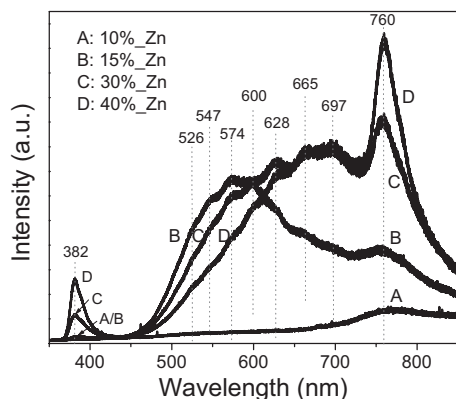 A: 10%_Zn
B: 15%_Zn
C: 30%_Zn
D: 40%_Zn
760
665
600
547
697
628
574
526
382
D
C
A/B
B
C
D
D
C
B
A
400
500
600
700
800
Intensity (a.u.)
Wavelength (nm)